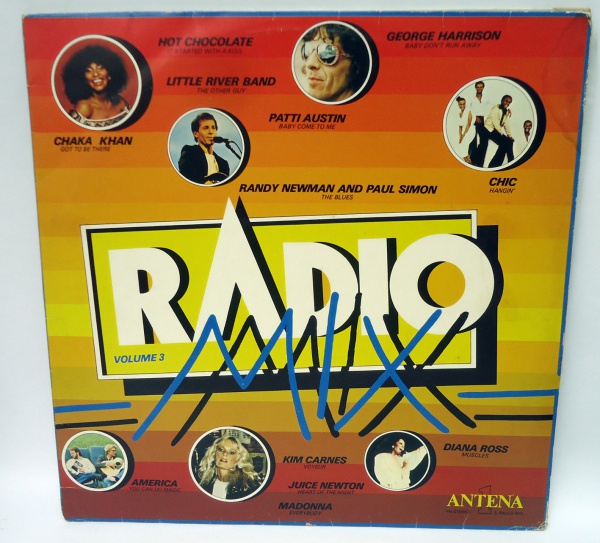 HOT CHOCOLATE
IT STARTED WITH A KISS
GEORGE HARRISON
BABY DON'T RUN AWAY
LITTLE RIVER BAND
THE OTHER GUY
PATTI AUSTIN
BABY COME TO ME
CHAKA KHAN
GOT TO BE THERE
CHIC
HANGIN'
RANDY NEWMAN AND PAUL SIMON
THE BLUES
RADIO
MIX
VOLUME 3
DIANA ROSS
MUSCLES
KIM CARNES
VOYEUR
AMERICA
YOU CAN DO MAGIC
JUICE NEWTON
HEART OF THE NIGHT
MADONNA
EVERYBODY
ANTENA
1